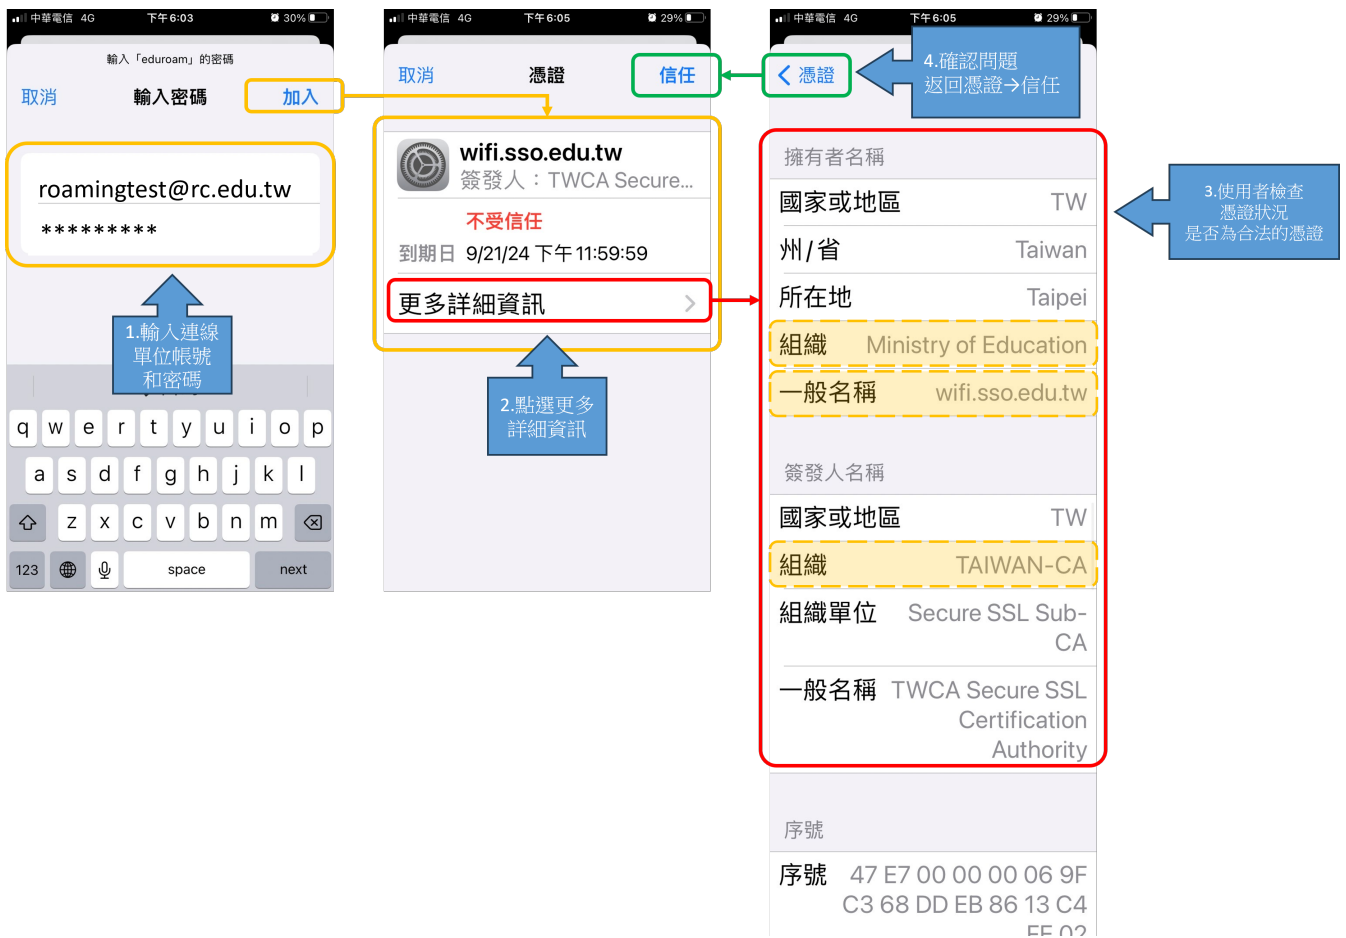 中華電信 4G 下午6:03 30%
輸入「eduroam」的密碼
取消 輸入密碼 加入
roamingtest@rc.edu.tw
*********
1.輸入連線
單位帳號
和密碼
q w e r t y u i o p
a s d f g h j k l
z x c v b n m
123 space next
中華電信 4G 下午6:05 29%
取消 憑證 信任
wifi.sso.edu.tw
簽發人：TWCA Secure...
不受信任
到期日 9/21/24 下午11:59:59
更多詳細資訊
2.點選更多
詳細資訊
中華電信 4G 下午6:05 29%
憑證
4.確認問題
返回憑證→信任
擁有者名稱
國家或地區 TW
州/省 Taiwan
所在地 Taipei
組織 Ministry of Education
一般名稱 wifi.sso.edu.tw
簽發人名稱
國家或地區 TW
組織 TAIWAN-CA
組織單位 Secure SSL Sub-
CA
一般名稱 TWCA Secure SSL
Certification
Authority
序號
序號 47 E7 00 00 00 06 9F
C3 68 DD EB 86 13 C4
3.使用者檢查
憑證狀況
是否為合法的憑證